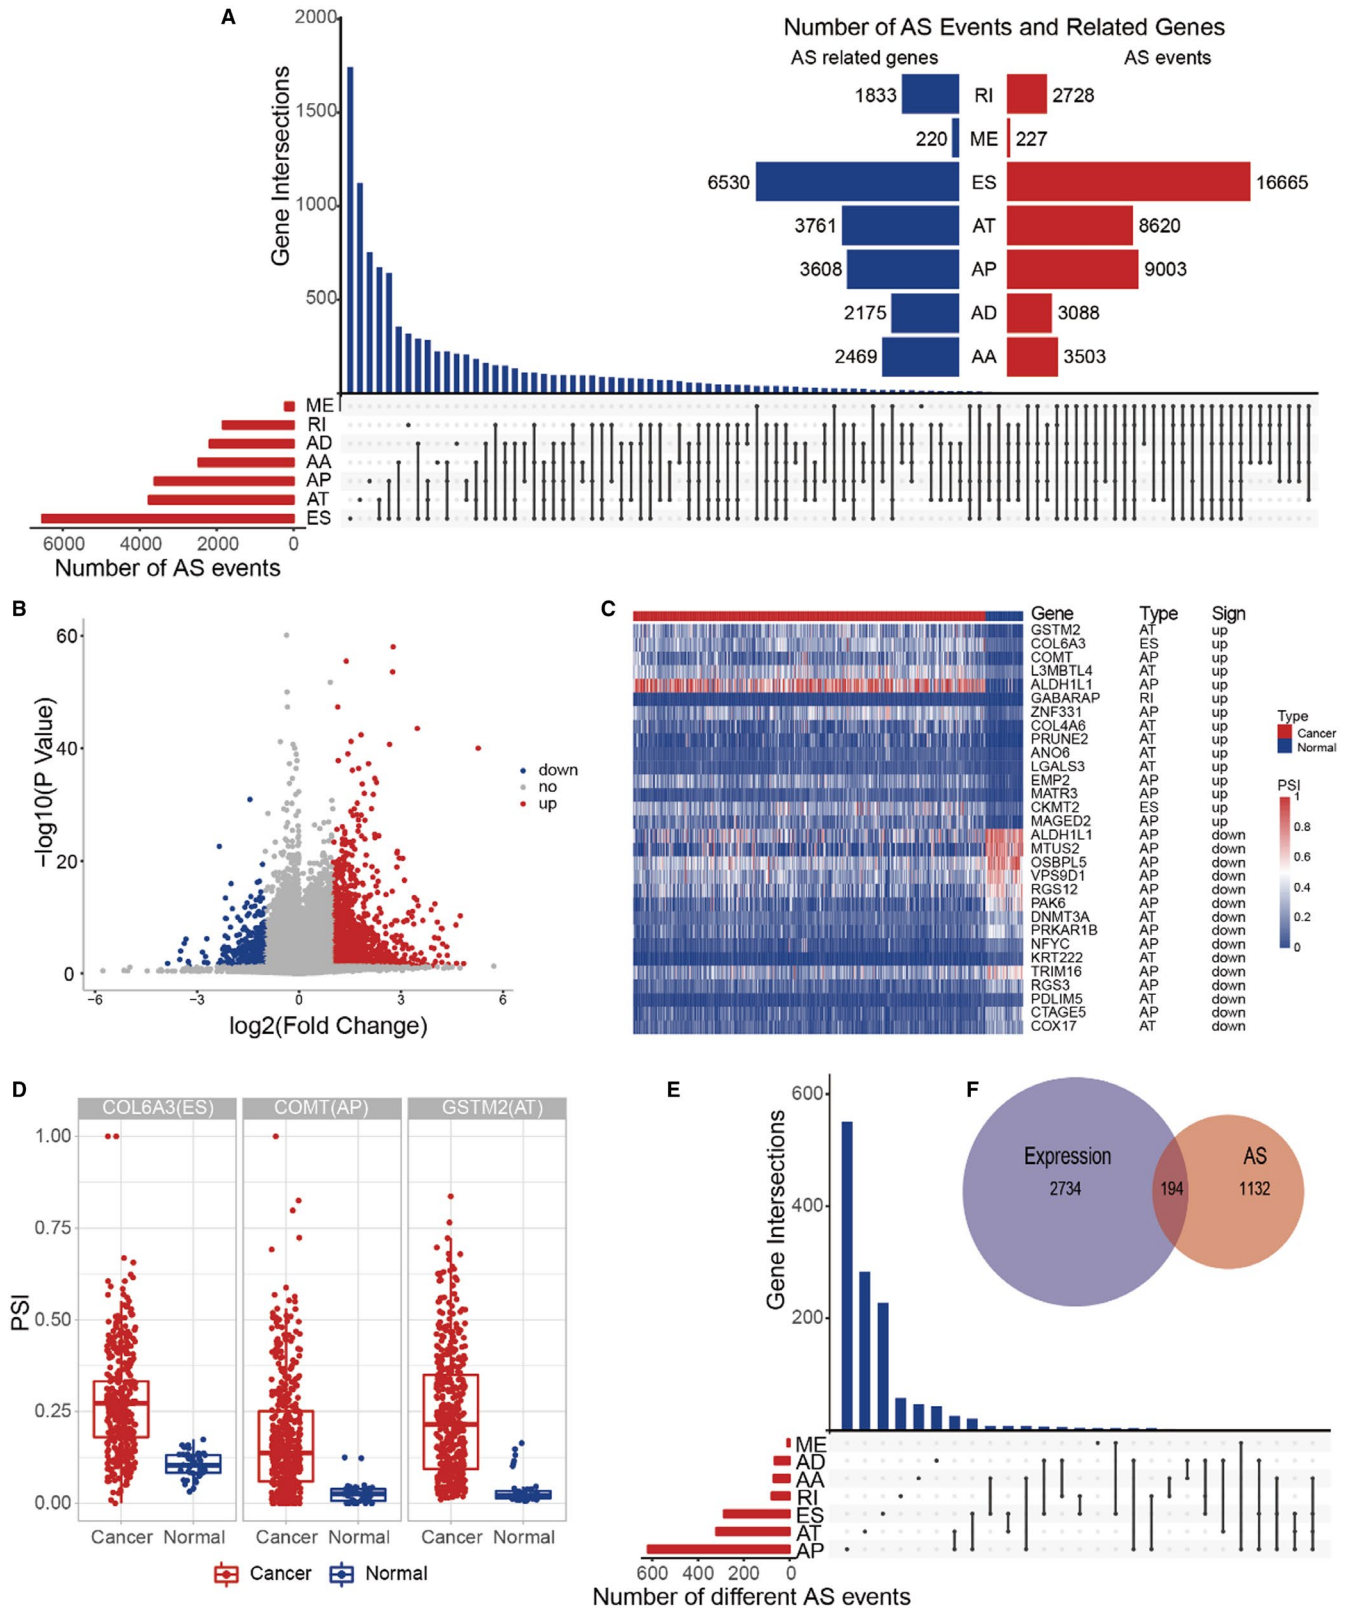 A
Number of AS Events and Related Genes
AS related genes AS events
1833 RI 2728
220 ME 227
6530 ES 16665
3761 AT 8620
3608 AP 9003
2175 AD 3088
2469 AA 3503
Gene Intersections
2000
1500
1000
500
ME
RI
AD
AA
AP
AT
ES
6000 4000 2000 0
Number of AS events
B
−log10(P Value)
60
40
20
0
−6 −3 0 3 6
log2(Fold Change)
down
no
up
C
Gene Type Sign
GSTM2 AT up
COL6A3 ES up
COMT AP up
L3MBTL4 AT up
ALDH1L1 AP up
GABARAP RI up
ZNF331 AP up
COL4A6 AT up
PRUNE2 AT up
ANO6 AT up
LGALS3 AT up
EMP2 AP up
MATR3 AP up
CKMT2 ES up
MAGED2 AP up
ALDH1L1 AP down
MTUS2 AP down
OSBPL5 AP down
VPS9D1 AP down
RGS12 AP down
PAK6 AP down
DNMT3A AT down
PRKAR1B AP down
NFYC AP down
KRT222 AT down
TRIM16 AP down
RGS3 AP down
PDLIM5 AT down
CTAGE5 AP down
COX17 AT down
Type
Cancer
Normal
PSI
1
0.8
0.6
0.4
0.2
0
D
COL6A3(ES) COMT(AP) GSTM2(AT)
PSI
1.00
0.75
0.50
0.25
0.00
Cancer Normal Cancer Normal Cancer Normal
Cancer Normal
E
Gene Intersections
600
400
200
ME
AD
AA
RI
ES
AT
AP
600 400 200 0
Number of different AS events
F
Expression AS
2734 194 1132